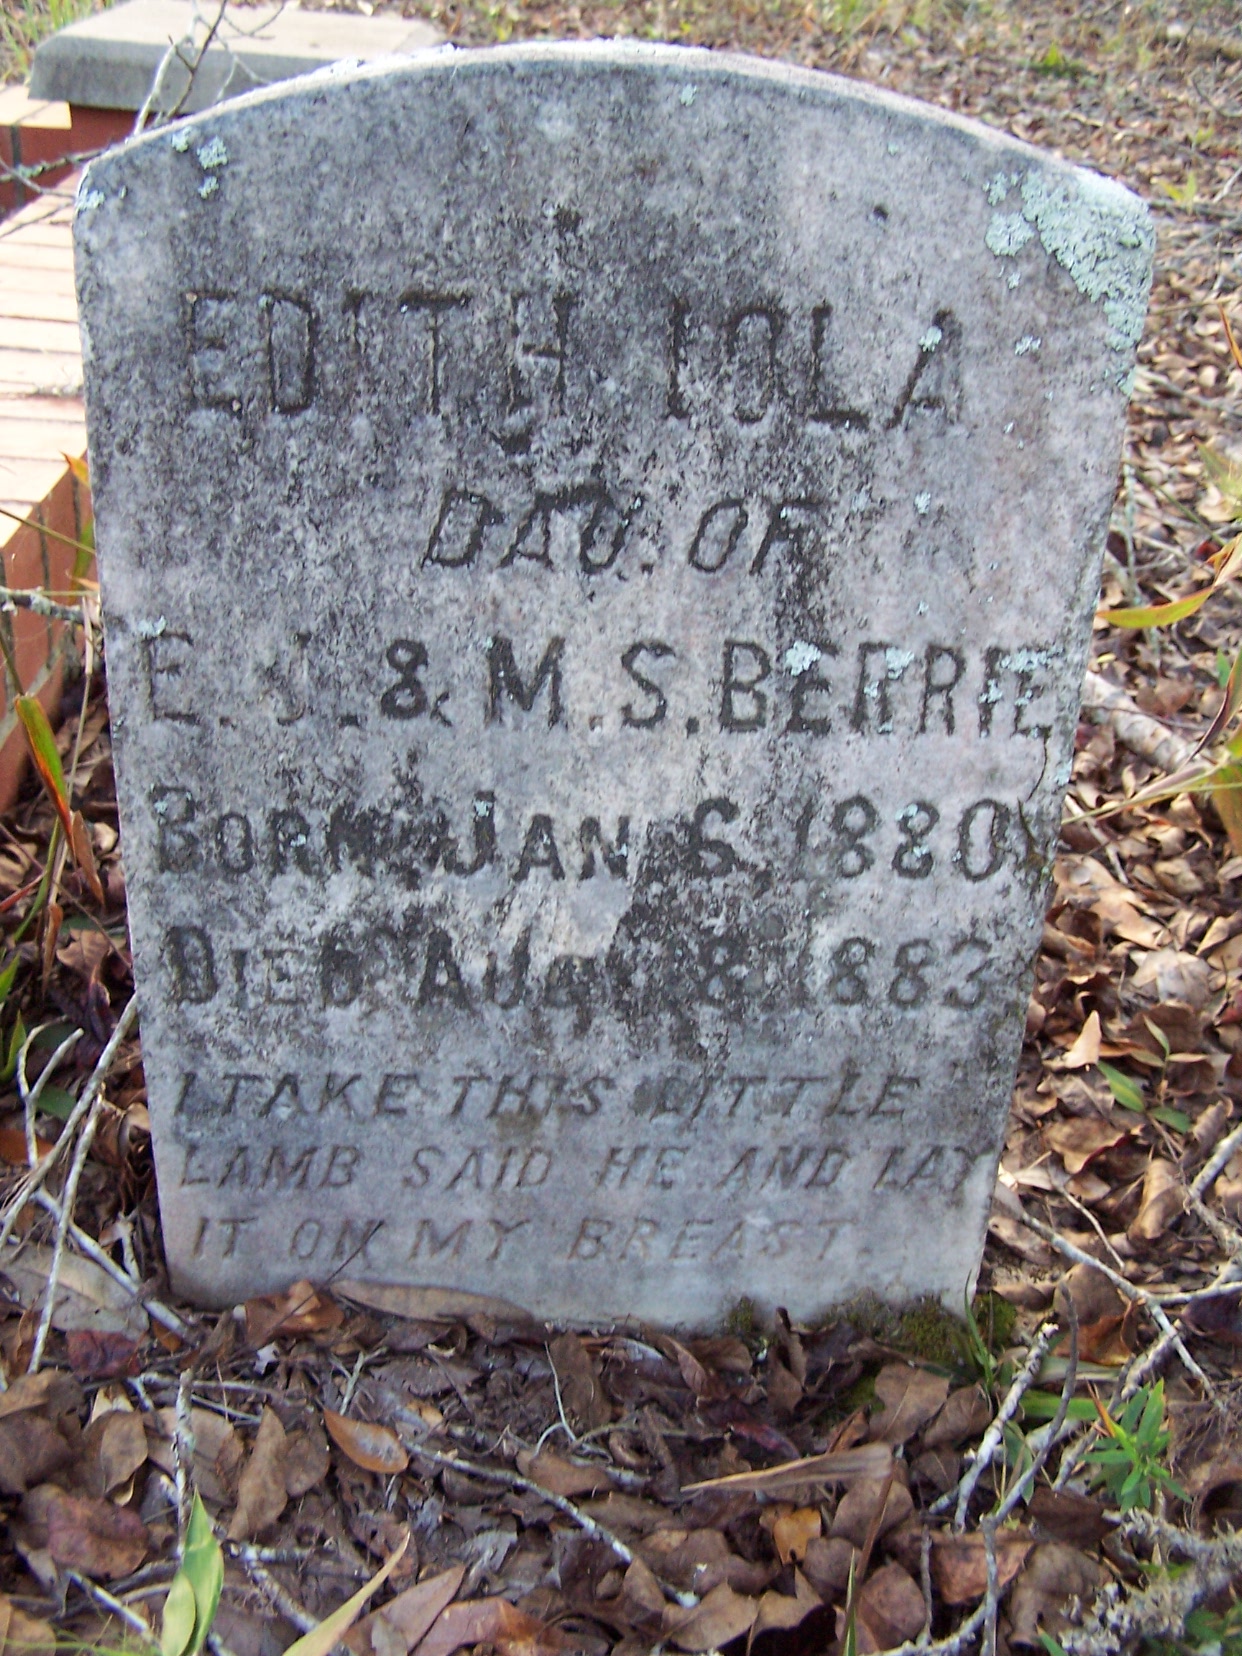 EDITH IOLA
DAU. OF
E. J. & M. S. BERRIE
BORN JAN. 6, 1880
DIED AUG. 18, 1883
I TAKE THIS LITTLE
LAMB SAID HE. AND LAY
IT ON MY BREAST.